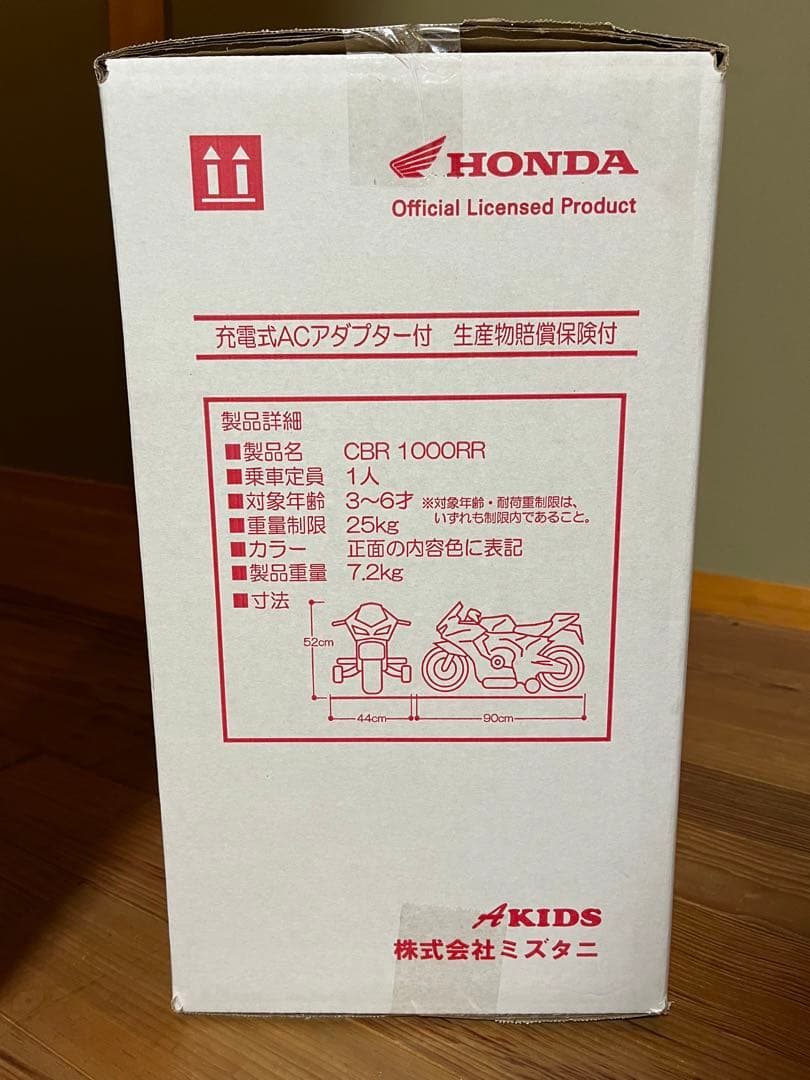 HONDA
Official Licensed Product
充電式ACアダプター付 生産物賠償保険付
製品詳細
■製品名 CBR 1000RR
■乗車定員 1人
■対象年齢 3〜6才 ※対象年齢・耐荷重制限は、
いずれも制限内であること。
■重量制限 25kg
■カラー 正面の内容色に表記
■製品重量 7.2kg
■寸法
52cm
44cm
90cm
AKIDS
株式会社ミズタニ